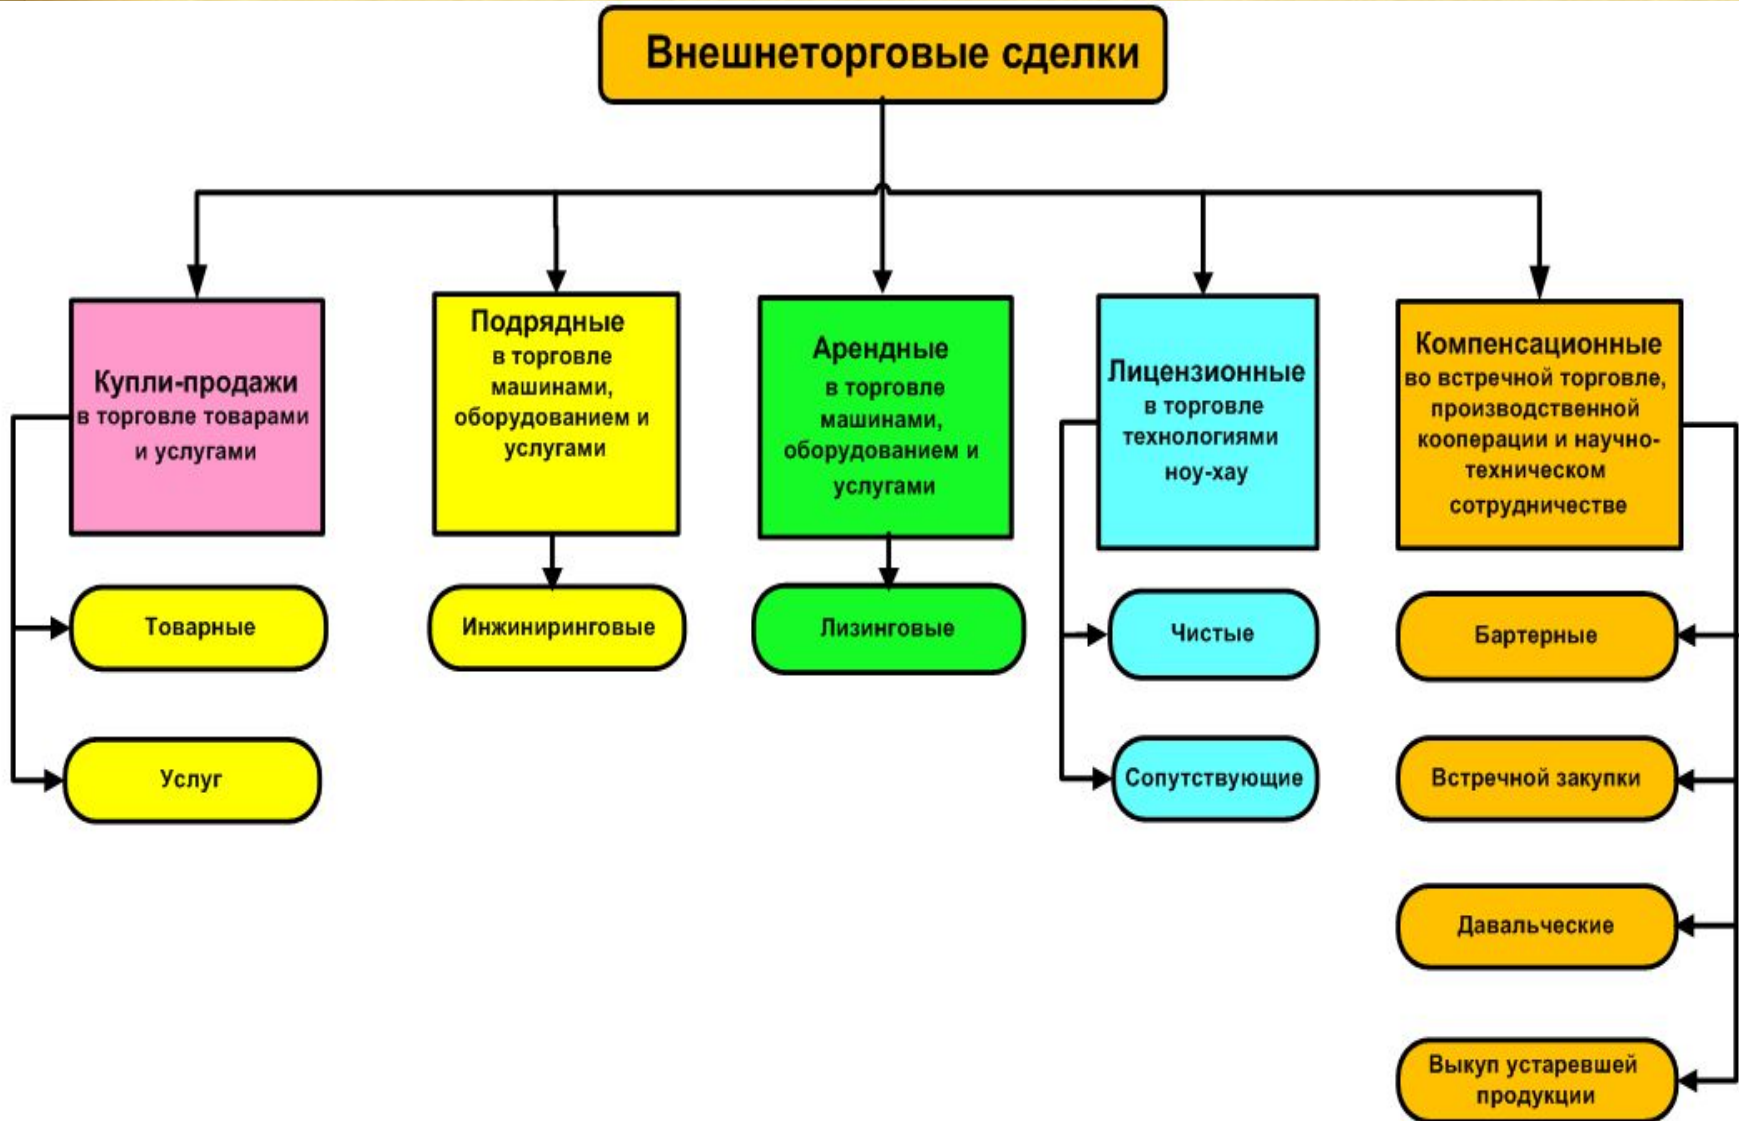 Внешнеторговые сделки
Купли-продажи
в торговле товарами
и услугами
Подрядные
в торговле
машинами,
оборудованием и
услугами
Арендные
в торговле
машинами,
оборудованием и
услугами
Лицензионные
в торговле
технологиями
ноу-хау
Компенсационные
во встречной торговле,
производственной
кооперации и научно-
техническом
сотрудничестве
Товарные
Инжиниринговые
Лизинговые
Чистые
Бартерные
Услуг
Сопутствующие
Встречной закупки
Давальческие
Выкуп устаревшей
продукции